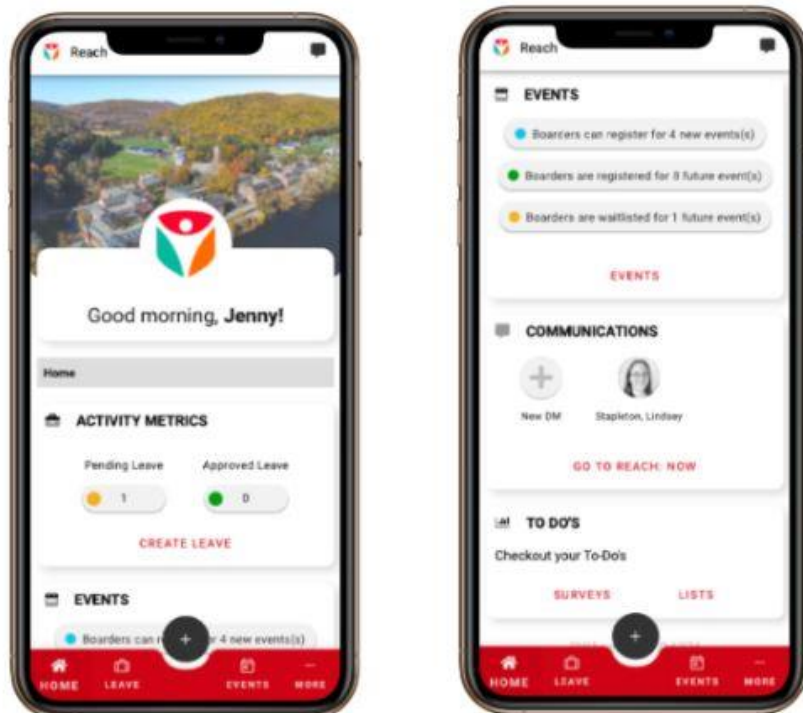 Reach
Good morning, Jenny!
Home
ACTIVITY METRICS
Pending Leave Approved Leave
1 0
CREATE LEAVE
EVENTS
Boarders can r r 4 new events(s)
+
HOME LEAVE EVENTS MORE
Reach
EVENTS
Boarders can register for 4 new events(s)
Boarders are registered for 8 future event(s)
Boarders are waitlisted for 1 future event(s)
EVENTS
COMMUNICATIONS
New DM Stapleton, Lindsey
GO TO REACH: NOW
TO DO'S
Checkout your To-Do's
SURVEYS LISTS
+
HOME LEAVE EVENTS MORE